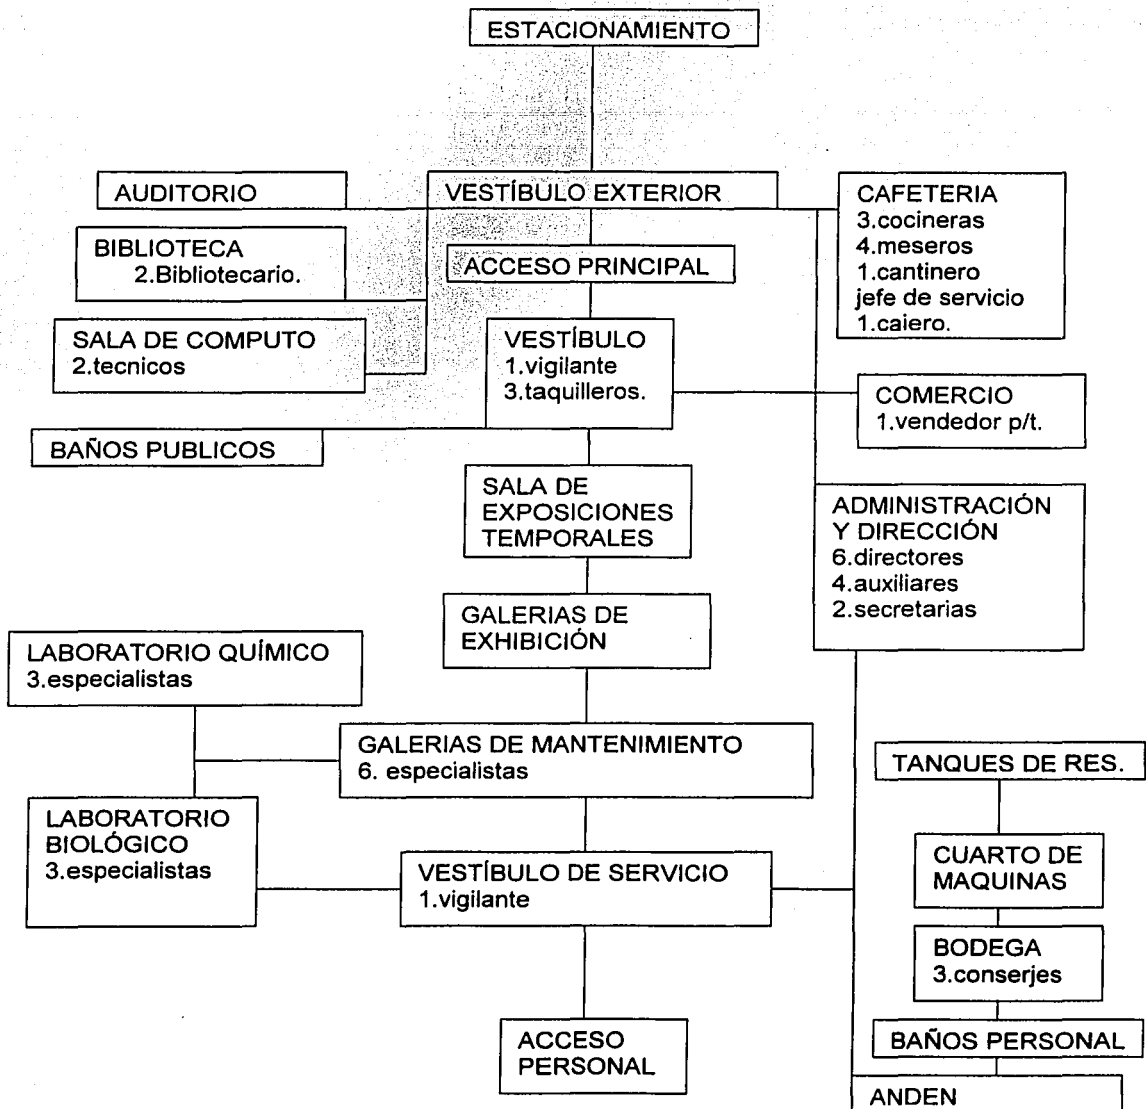 ESTACIONAMIENTO
AUDITORIO
VESTÍBULO EXTERIOR
CAFETERIA
3.cocineras
4.meseros
1.cantinero
jefe de servicio
1.caiero.
BIBLIOTECA
2.Bibliotecario.
ACCESO PRINCIPAL
SALA DE COMPUTO
2.tecnicos
VESTÍBULO
1.vigilante
3.taquilleros.
COMERCIO
1.vendedor p/t.
BAÑOS PUBLICOS
SALA DE
EXPOSICIONES
TEMPORALES
ADMINISTRACIÓN
Y DIRECCIÓN
6.directores
4.auxiliares
2.secretarias
GALERIAS DE
EXHIBICIÓN
LABORATORIO QUÍMICO
3.especialistas
GALERIAS DE MANTENIMIENTO
6. especialistas
TANQUES DE RES.
LABORATORIO
BIOLÓGICO
3.especialistas
CUARTO DE
MAQUINAS
VESTÍBULO DE SERVICIO
1.vigilante
BODEGA
3.conserjes
ACCESO
PERSONAL
BAÑOS PERSONAL
ANDEN